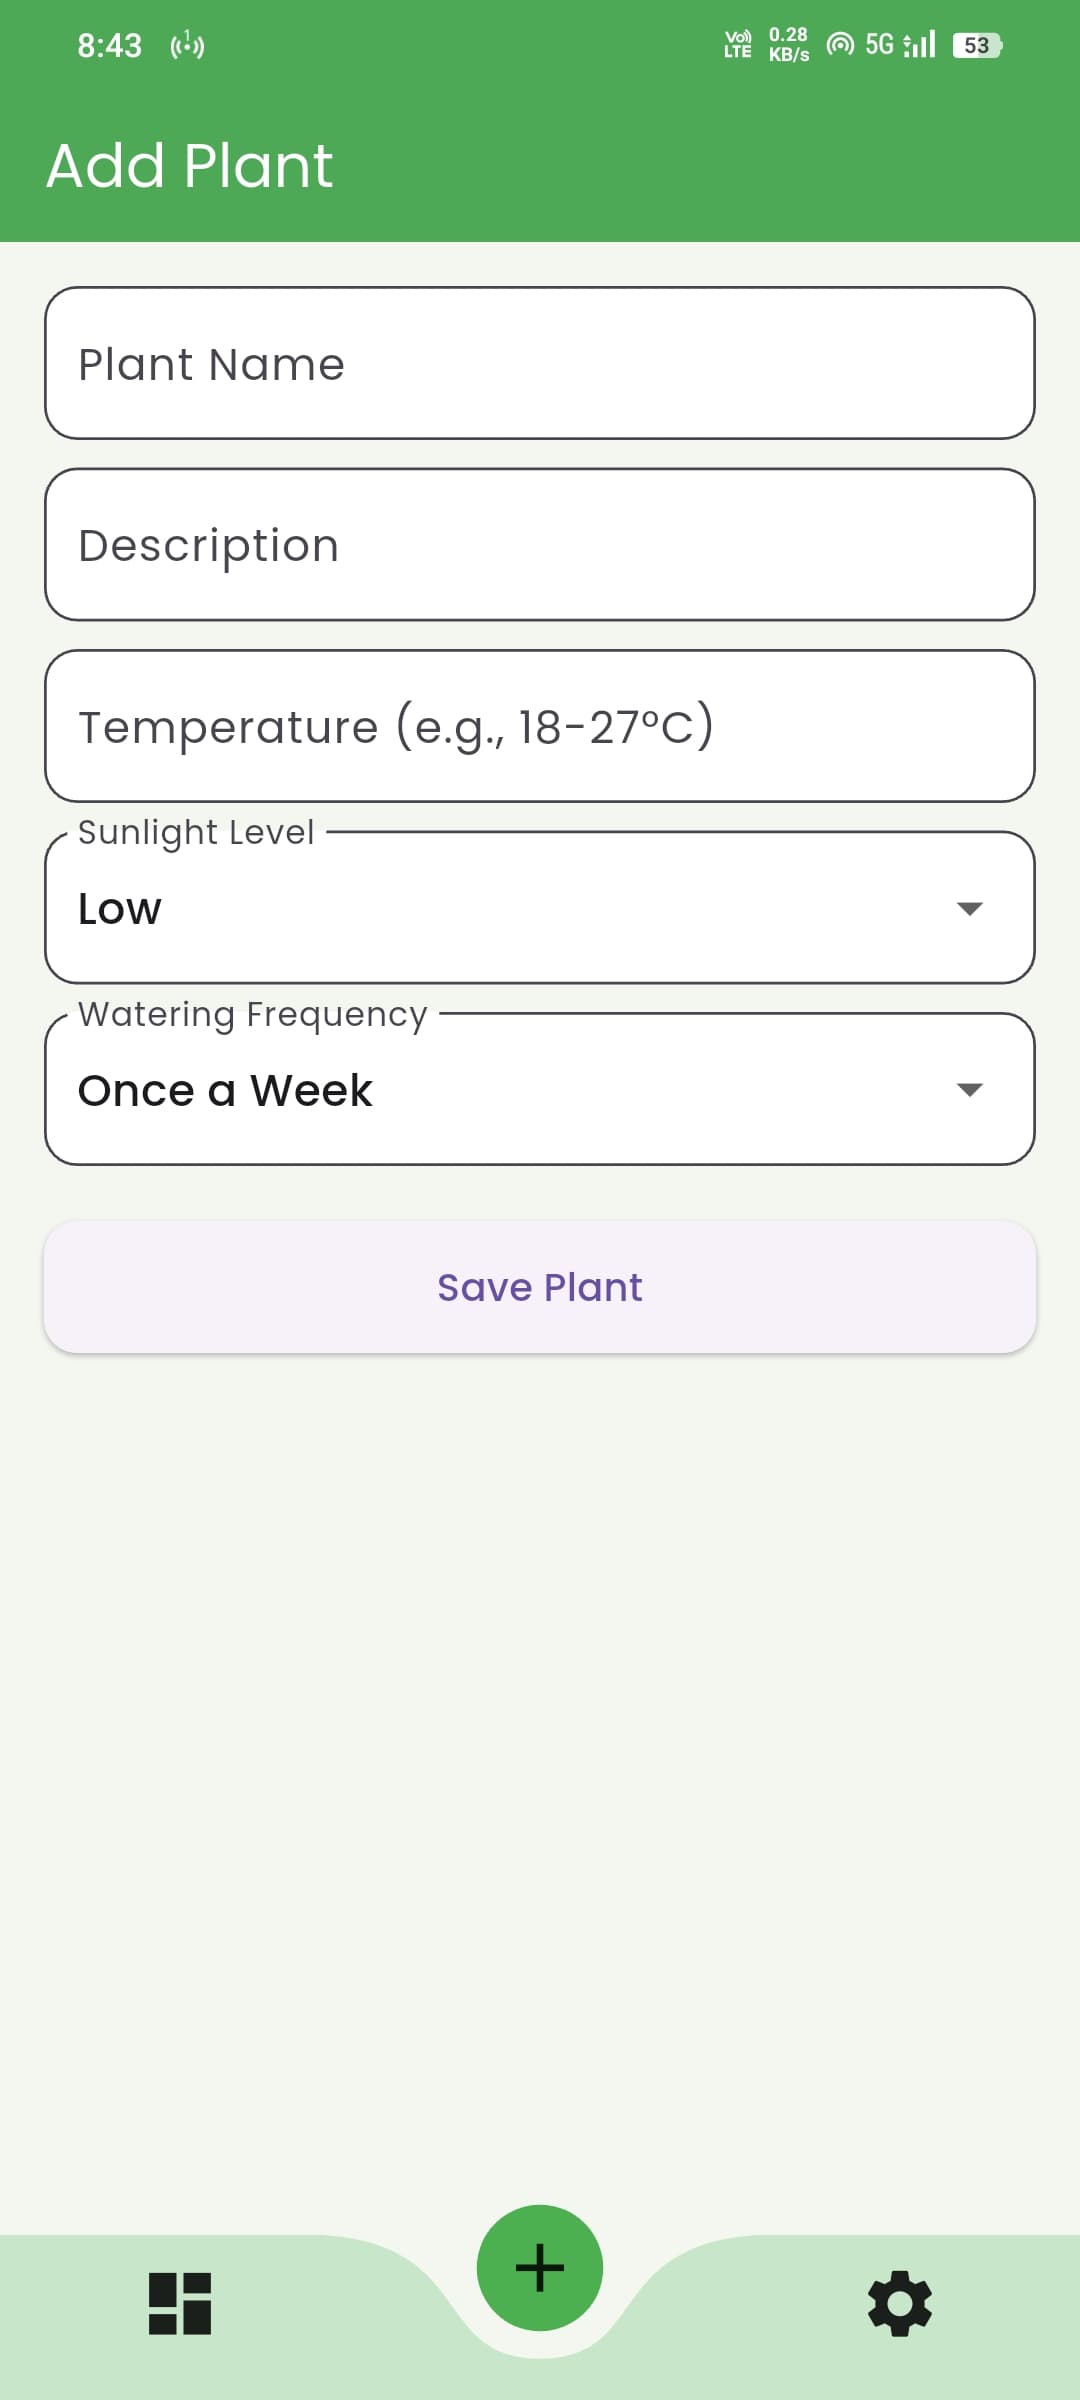 8:43 1 Vo)) LTE 0.28 KB/s 5G 53
Add Plant
Plant Name
Description
Temperature (e.g., 18-27°C)
Sunlight Level
Low
Watering Frequency
Once a Week
Save Plant